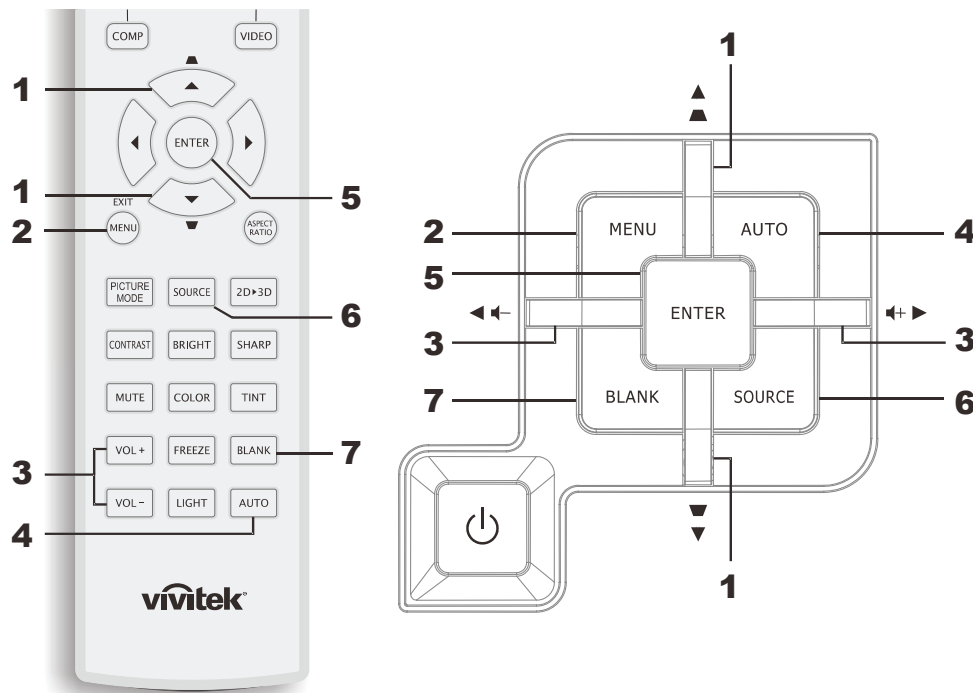 COMP VIDEO
1
ENTER
1
5
EXIT
2 MENU ASPECT RATIO
PICTURE MODE SOURCE 2D▸3D
6
CONTRAST BRIGHT SHARP
MUTE COLOR TINT
VOL + FREEZE BLANK 7
3
VOL − LIGHT AUTO
4
vivitek
1
2 MENU AUTO 4
5
ENTER
− +
3 3
7 BLANK SOURCE 6
1